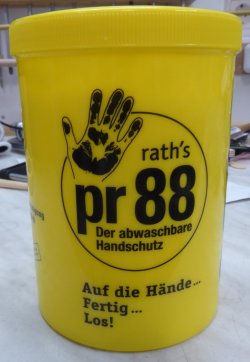 rath's
pr 88
Der abwaschbare
Handschutz
Auf die Hände...
Fertig...
Los!